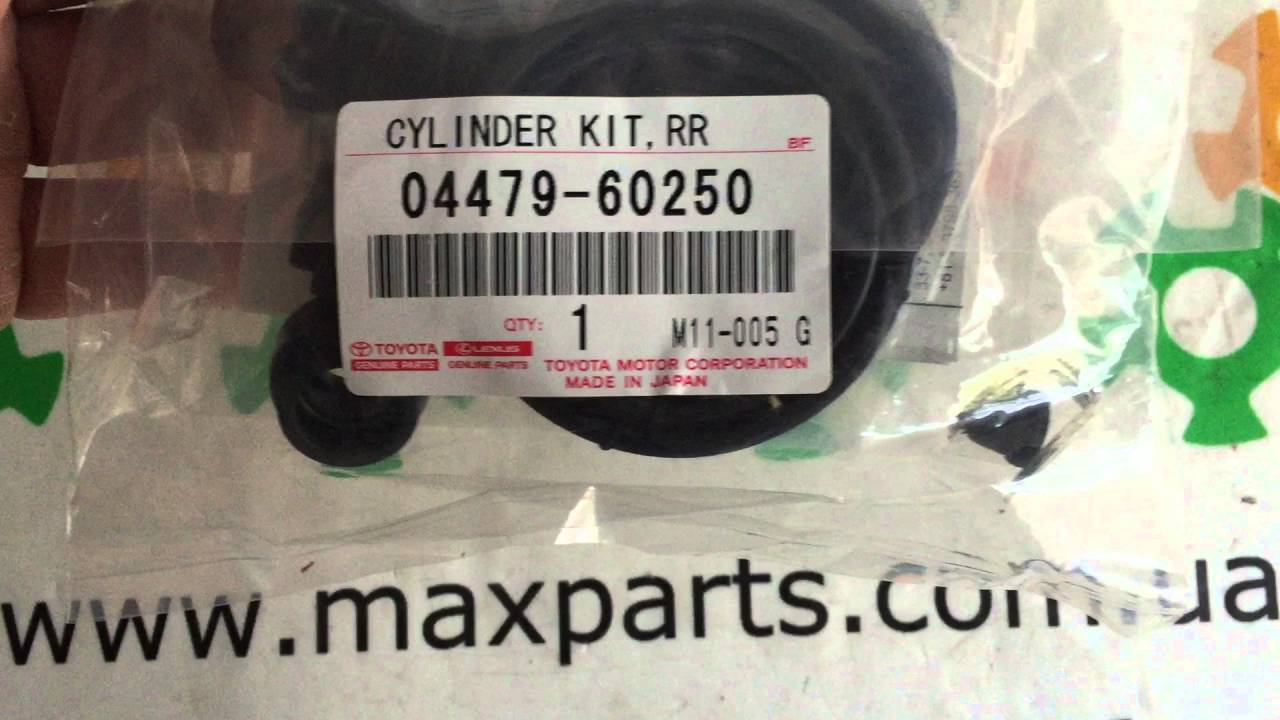 CYLINDER KIT, RR
BF
04479-60250
QTY: 1 M11-005 G
TOYOTA LEXUS TOYOTA MOTOR CORPORATION
GENUINE PARTS GENUINE PARTS MADE IN JAPAN
www.maxparts.com.ua